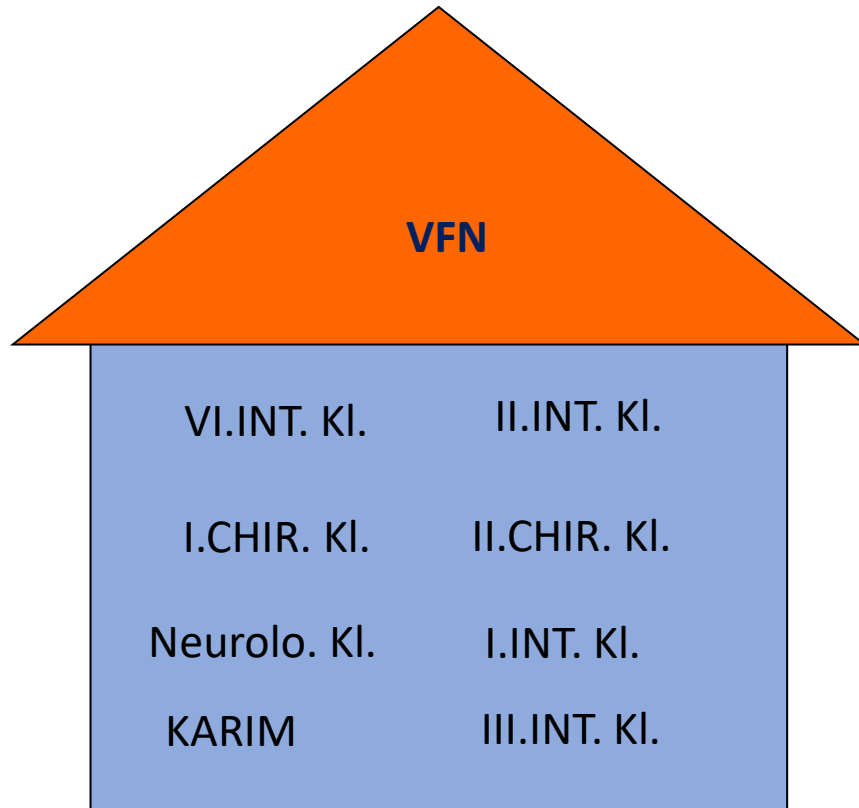 VFN
VI.INT. Kl.
II.INT. Kl.
I.CHIR. Kl.
II.CHIR. Kl.
Neurolo. Kl.
I.INT. Kl.
KARIM
III.INT. Kl.